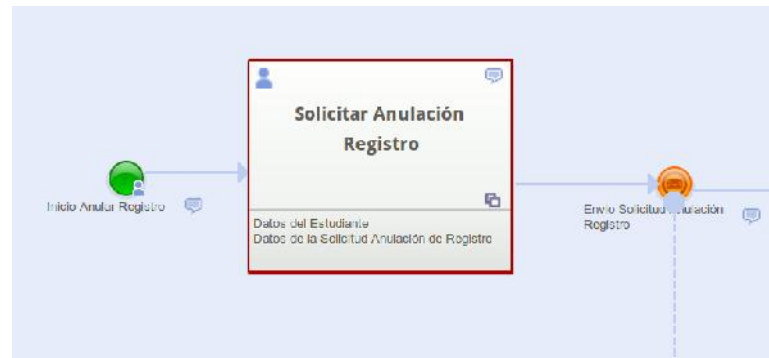 Solicitar Anulación
Registro
Inicio Anular Registro
Datos del Estudiante
Datos de la Solicitud Anulación de Registro
Envio Solicitud Anulación
Registro